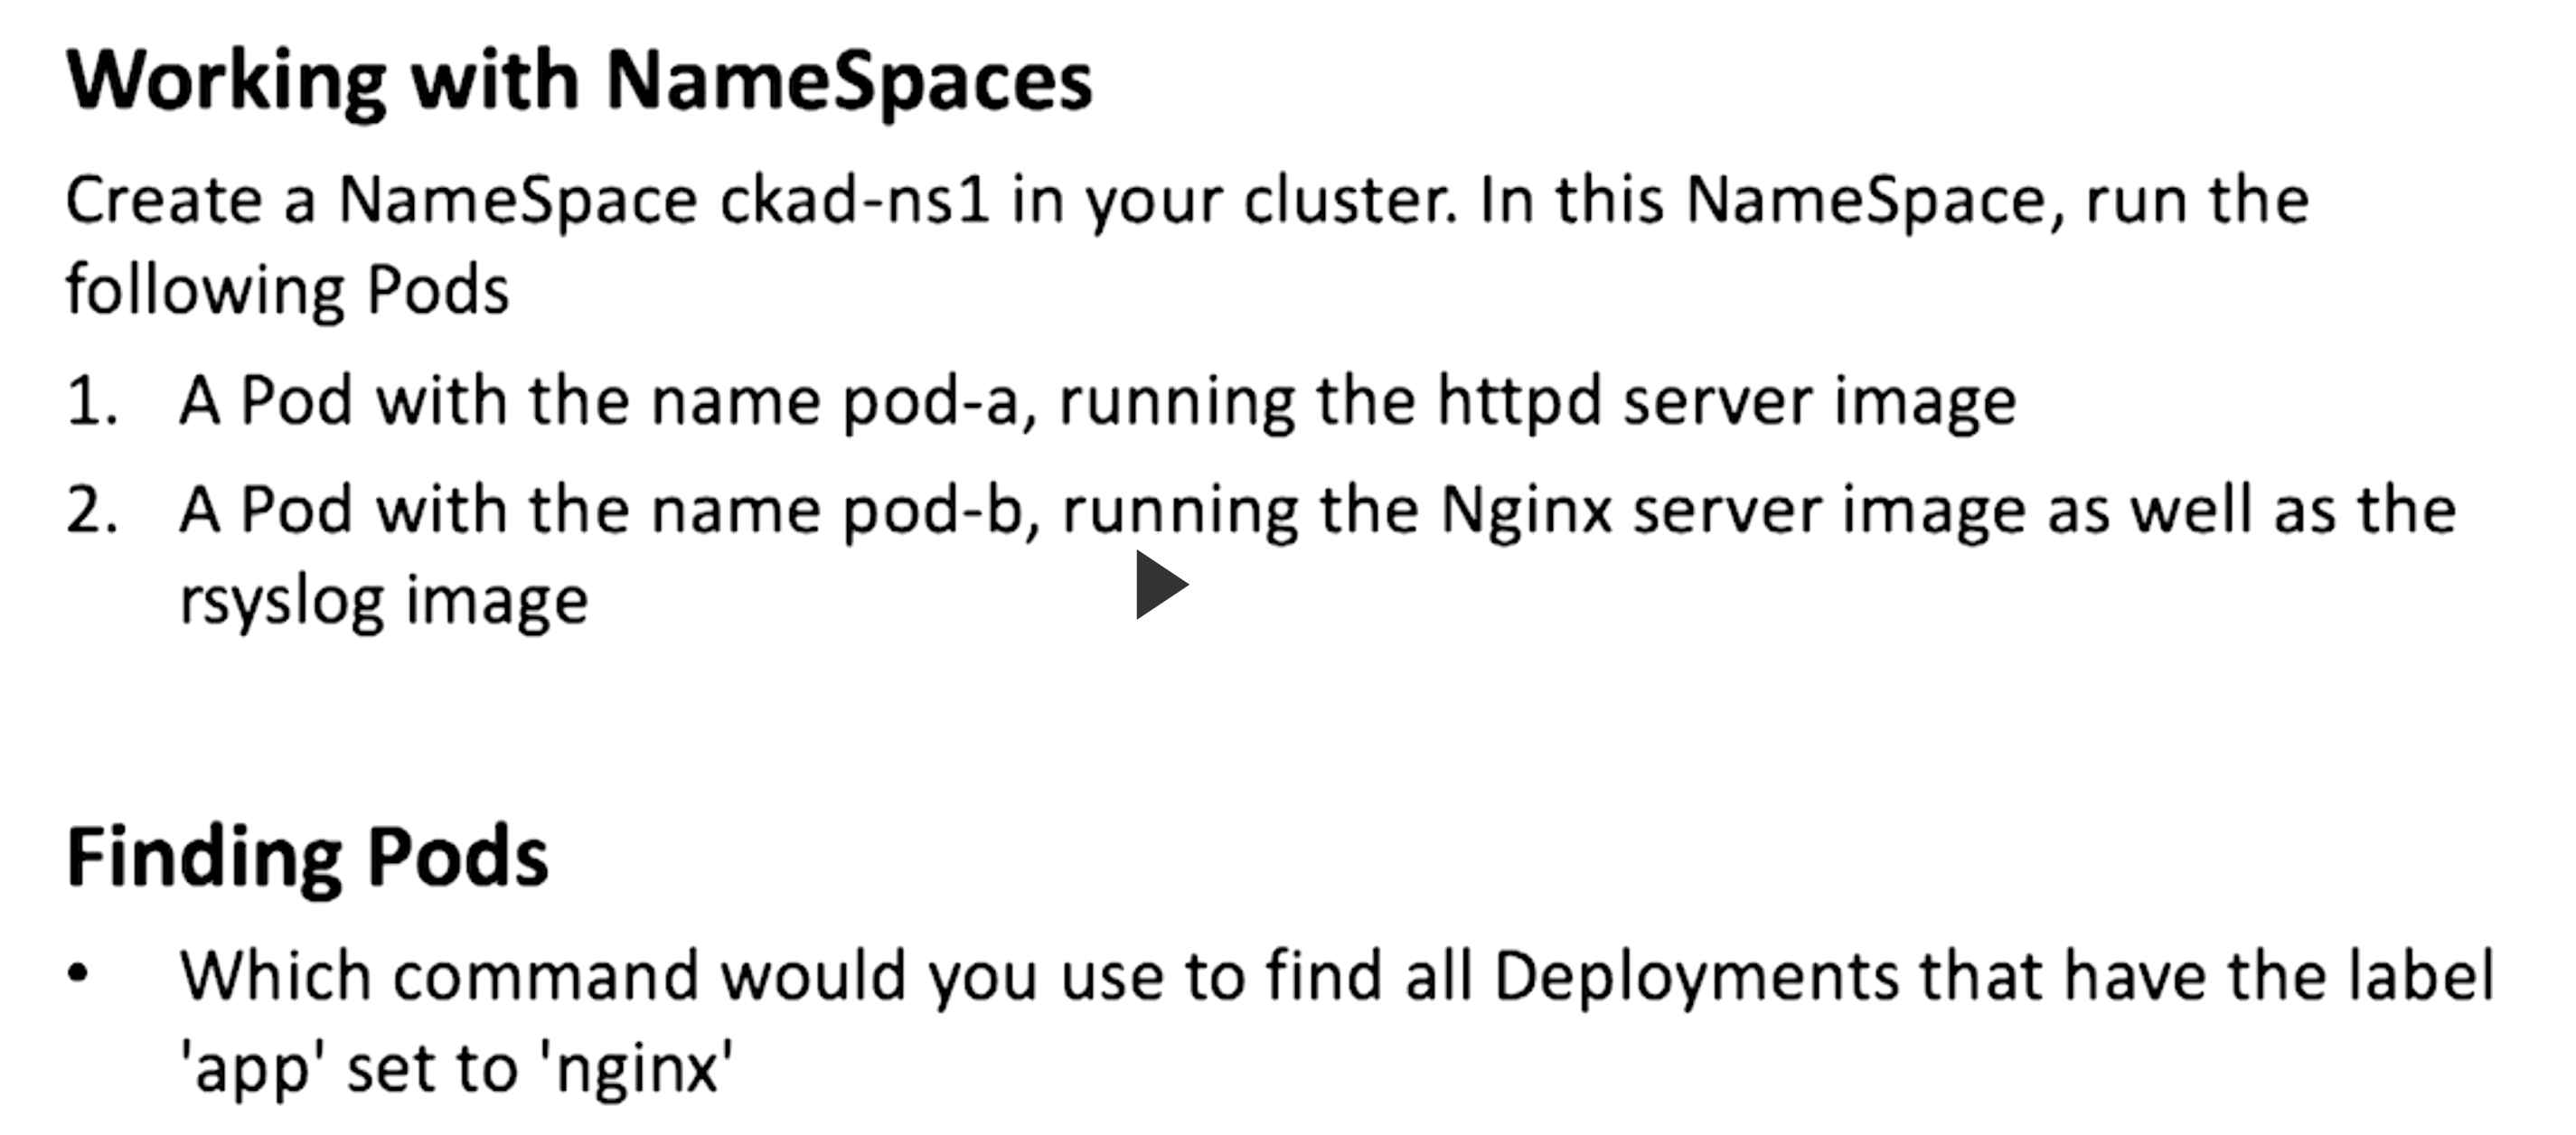 Working with NameSpaces
Create a NameSpace ckad-ns1 in your cluster. In this NameSpace, run the
following Pods
1. A Pod with the name pod-a, running the httpd server image
2. A Pod with the name pod-b, running the Nginx server image as well as the
rsyslog image
Finding Pods
• Which command would you use to find all Deployments that have the label
'app' set to 'nginx'